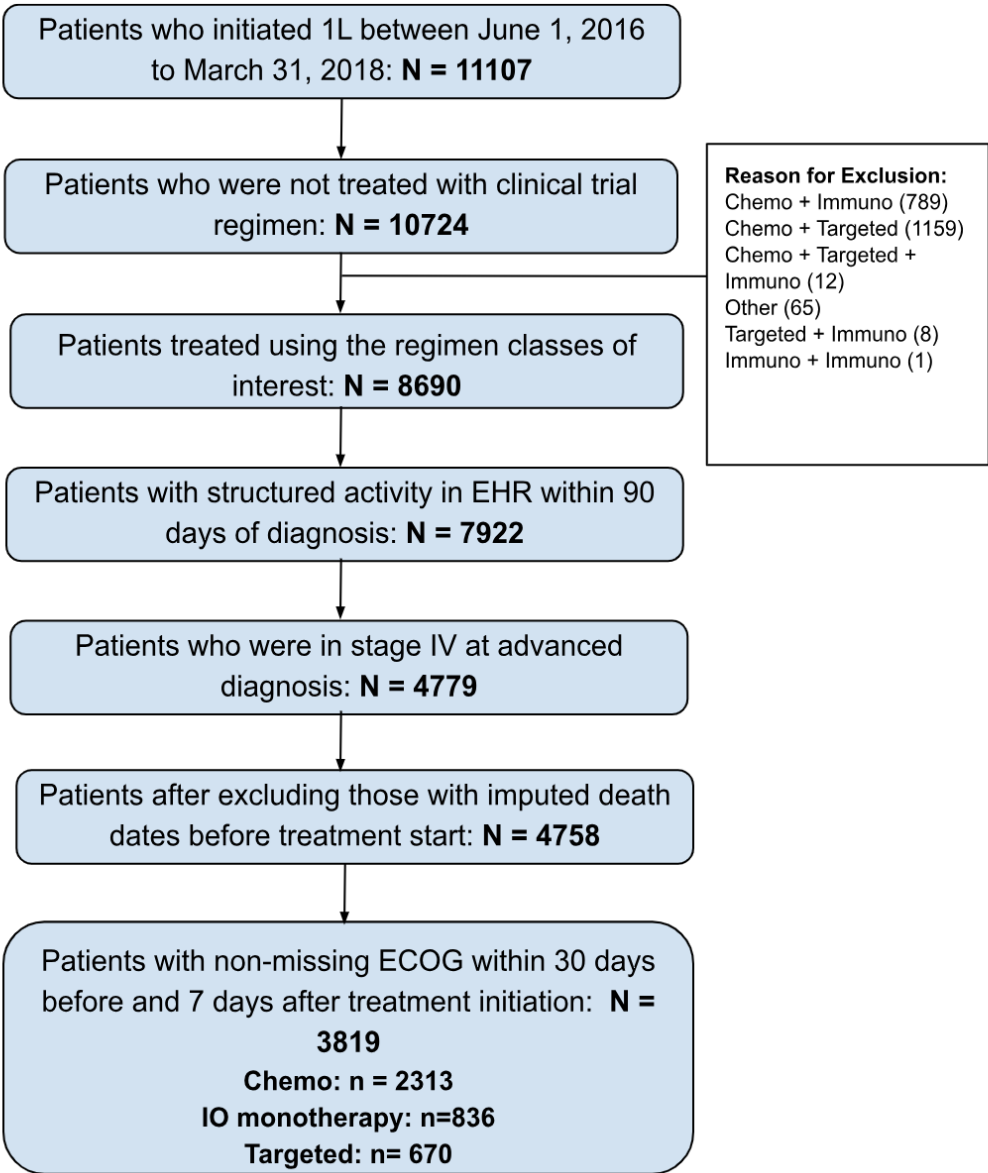 Patients who initiated 1L between June 1, 2016
to March 31, 2018: N = 11107
Patients who were not treated with clinical trial
regimen: N = 10724
Reason for Exclusion:
Chemo + Immuno (789)
Chemo + Targeted (1159)
Chemo + Targeted +
Immuno (12)
Other (65)
Targeted + Immuno (8)
Immuno + Immuno (1)
Patients treated using the regimen classes of
interest: N = 8690
Patients with structured activity in EHR within 90
days of diagnosis: N = 7922
Patients who were in stage IV at advanced
diagnosis: N = 4779
Patients after excluding those with imputed death
dates before treatment start: N = 4758
Patients with non-missing ECOG within 30 days
before and 7 days after treatment initiation: N =
3819
Chemo: n = 2313
IO monotherapy: n=836
Targeted: n= 670